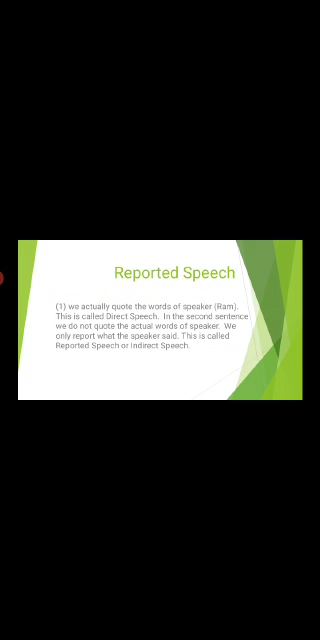 Reported Speech
(1) we actually quote the words of speaker (Ram).
This is called Direct Speech. In the second sentence
we do not quote the actual words of speaker. We
only report what the speaker said. This is called
Reported Speech or Indirect Speech.